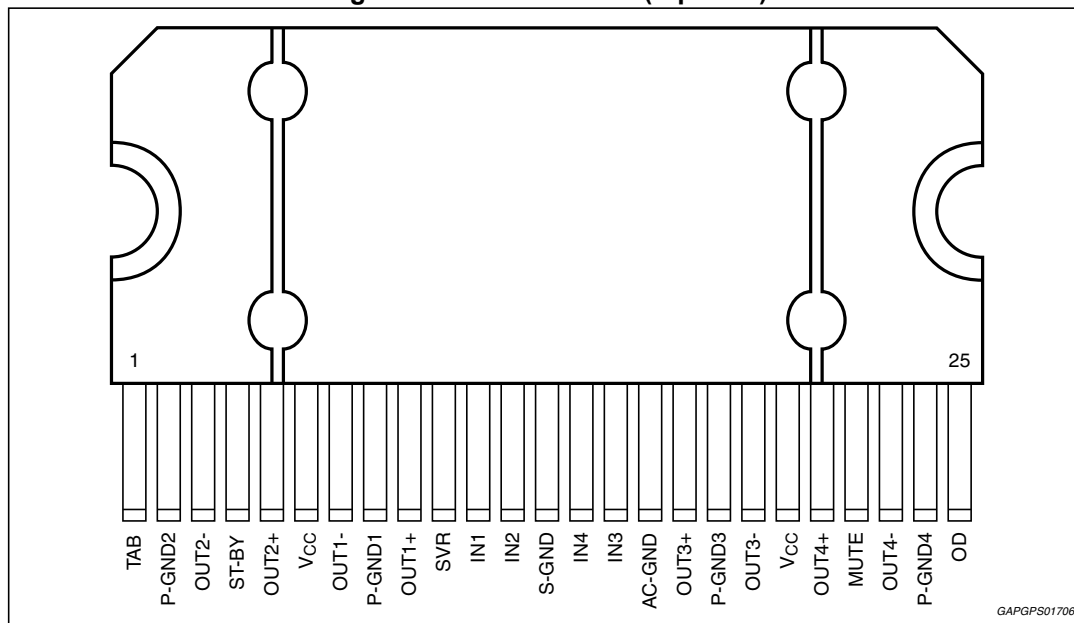 1
25
TAB
P-GND2
OUT2-
ST-BY
OUT2+
VCC
OUT1-
P-GND1
OUT1+
SVR
IN1
IN2
S-GND
IN4
IN3
AC-GND
OUT3+
P-GND3
OUT3-
VCC
OUT4+
MUTE
OUT4-
P-GND4
OD
GAPGPS01706